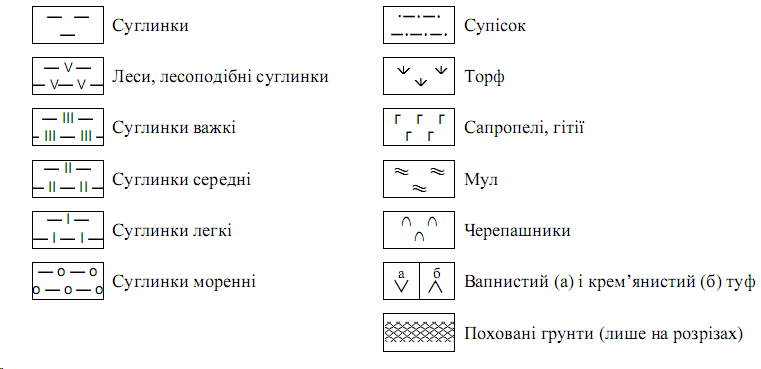 Суглинки
Леси, лесоподібні суглинки
Суглинки важкі
Суглинки середні
Суглинки легкі
Суглинки моренні
Супісок
Торф
Сапропелі, гітії
Мул
Черепашники
а б
Вапнистий (а) і крем’янистий (б) туф
Поховані грунти (лише на розрізах)